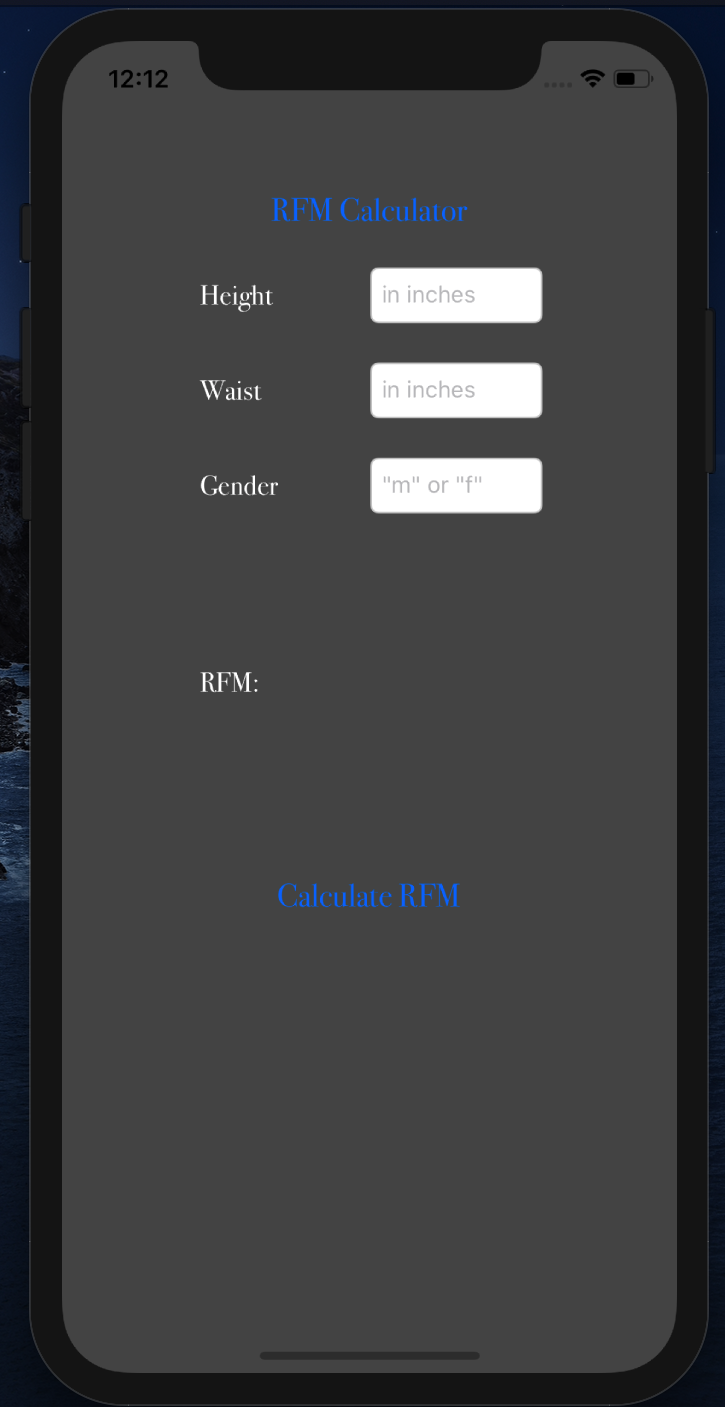 12:12
RFM Calculator
Height in inches
Waist in inches
Gender "m" or "f"
RFM:
Calculate RFM